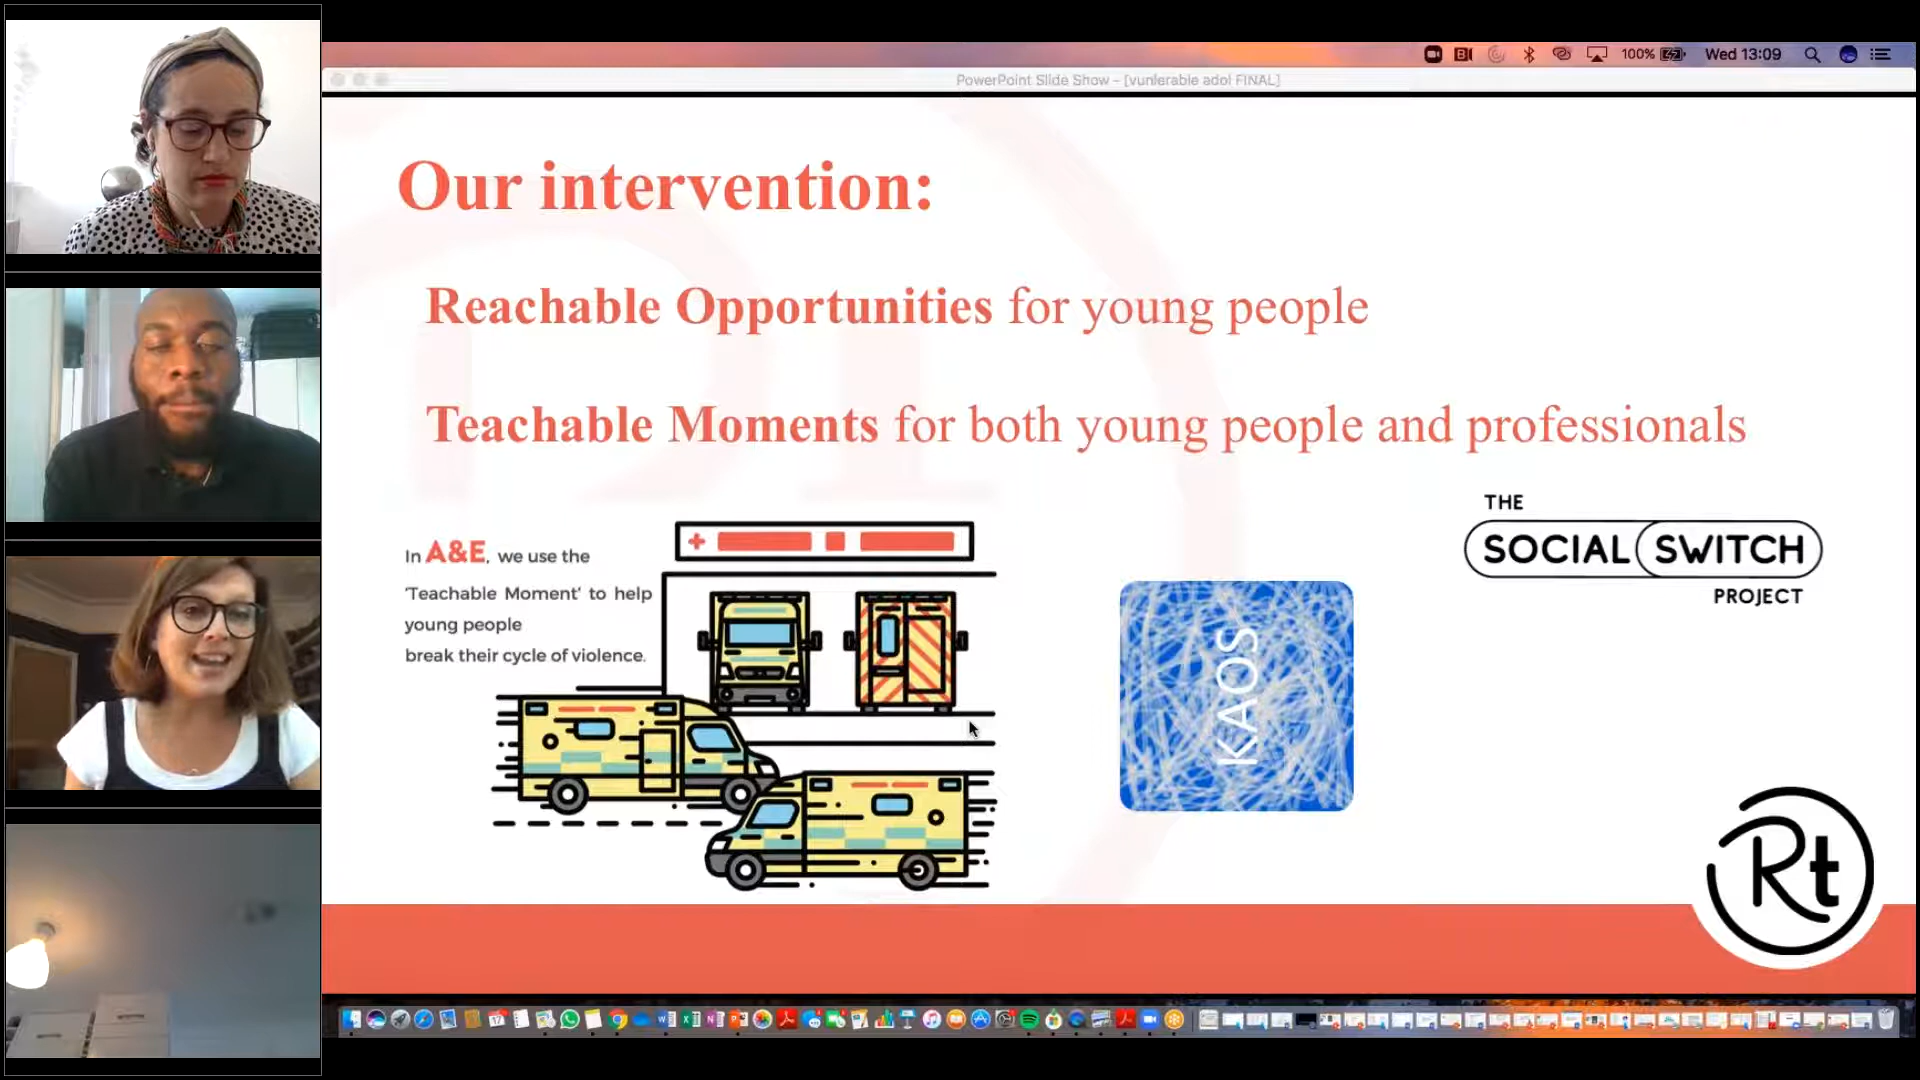 100% Wed 13:09
PowerPoint Slide Show - [vunlerable adol FINAL]
Our intervention:
Reachable Opportunities for young people
Teachable Moments for both young people and professionals
In A&E, we use the
'Teachable Moment' to help
young people
break their cycle of violence.
KAOS
THE
SOCIAL SWITCH
PROJECT
Rt
17